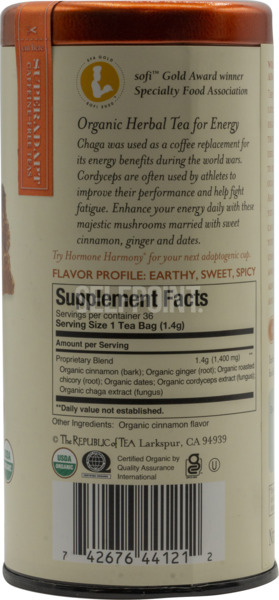 SUPERADAPT
CAFFEINE-FREE TEAS
sofi™ Gold Award winner
Specialty Food Association
Organic Herbal Tea for Energy
Chaga was used as a coffee replacement for
its energy benefits during the world wars.
Cordyceps are often used by athletes to
improve their performance and help fight
fatigue. Enhance your energy daily with these
majestic mushrooms married with sweet
cinnamon, ginger and dates.
Try Hormone Harmony® for your next adaptogenic cup.
FLAVOR PROFILE: EARTHY, SWEET, SPICY
Supplement Facts
Servings per container 36
Serving Size 1 Tea Bag (1.4g)
Amount per Serving
Proprietary Blend 1.4g (1,400 mg) **
Organic cinnamon (bark); Organic ginger (root); Organic roasted
chicory (root); Organic dates; Organic cordyceps extract (fungus);
Organic chaga extract (fungus)
**Daily value not established.
Other Ingredients: Organic cinnamon flavor
© The REPUBLIC of TEA Larkspur, CA 94939
USDA
ORGANIC
Certified Organic by
Quality Assurance
International
7 42676 44121 2